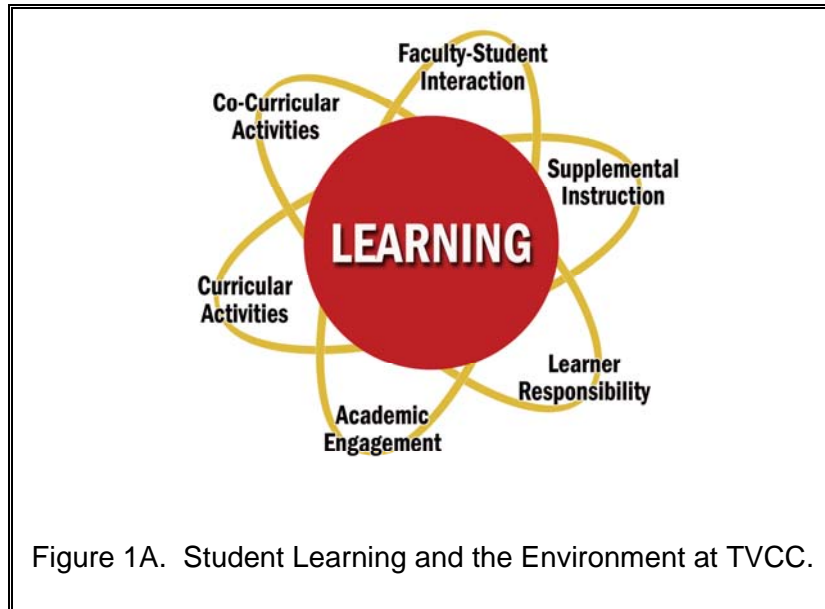 Faculty-Student
Interaction
Co-Curricular
Activities
Supplemental
Instruction
LEARNING
Curricular
Activities
Learner
Responsibility
Academic
Engagement
Figure 1A.  Student Learning and the Environment at TVCC.